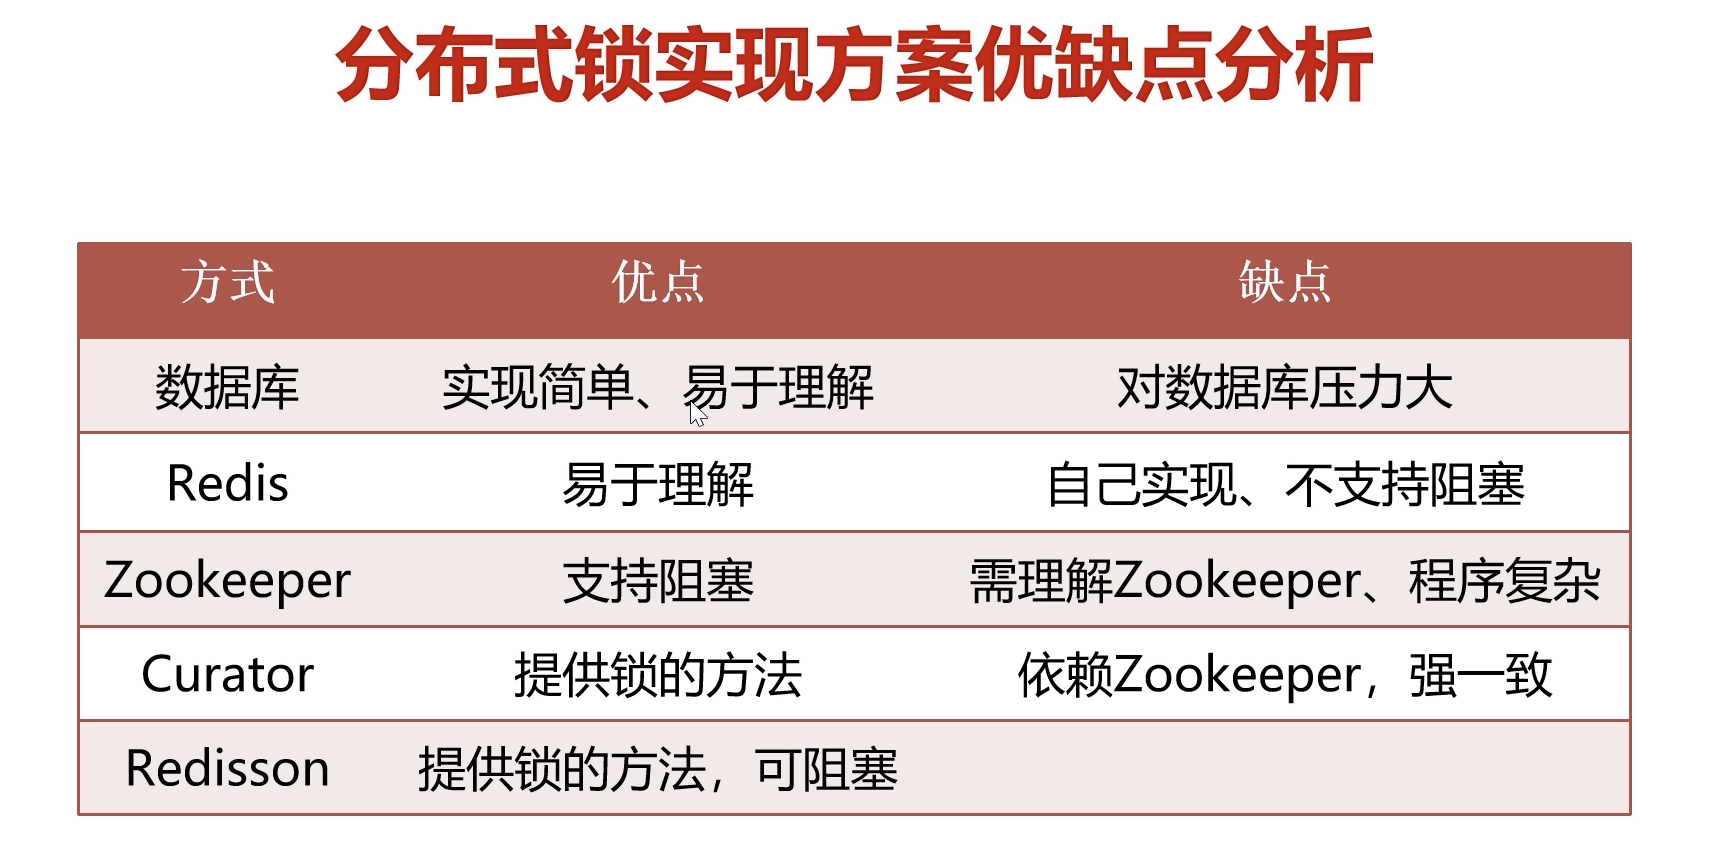 分布式锁实现方案优缺点分析
方式 优点 缺点
数据库 实现简单、易于理解 对数据库压力大
Redis 易于理解 自己实现、不支持阻塞
Zookeeper 支持阻塞 需理解Zookeeper、程序复杂
Curator 提供锁的方法 依赖Zookeeper，强一致
Redisson 提供锁的方法，可阻塞